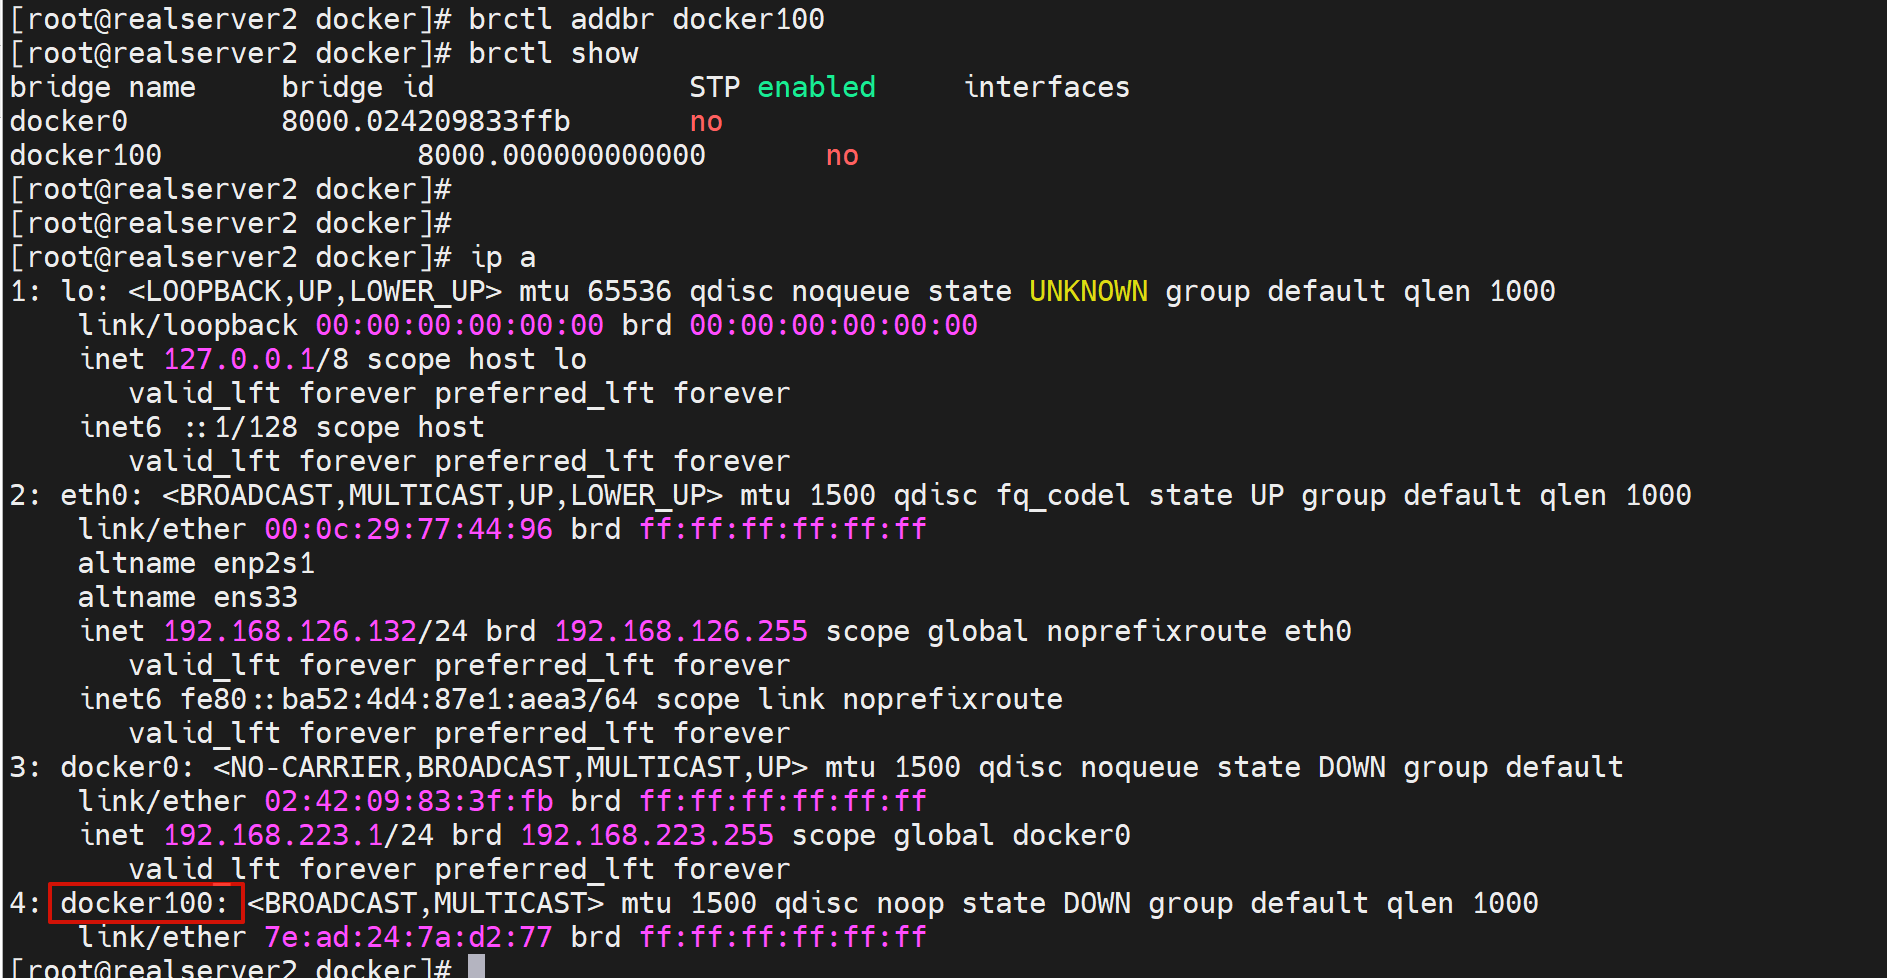 [root@realserver2 docker]# brctl addbr docker100
[root@realserver2 docker]# brctl show
bridge name     bridge id               STP enabled     interfaces
docker0         8000.024209833ffb       no
docker100               8000.000000000000       no
[root@realserver2 docker]#
[root@realserver2 docker]#
[root@realserver2 docker]# ip a
1: lo: <LOOPBACK,UP,LOWER_UP> mtu 65536 qdisc noqueue state UNKNOWN group default qlen 1000
    link/loopback 00:00:00:00:00:00 brd 00:00:00:00:00:00
    inet 127.0.0.1/8 scope host lo
       valid_lft forever preferred_lft forever
    inet6 ::1/128 scope host
       valid_lft forever preferred_lft forever
2: eth0: <BROADCAST,MULTICAST,UP,LOWER_UP> mtu 1500 qdisc fq_codel state UP group default qlen 1000
    link/ether 00:0c:29:77:44:96 brd ff:ff:ff:ff:ff:ff
    altname enp2s1
    altname ens33
    inet 192.168.126.132/24 brd 192.168.126.255 scope global noprefixroute eth0
       valid_lft forever preferred_lft forever
    inet6 fe80::ba52:4d4:87e1:aea3/64 scope link noprefixroute
       valid_lft forever preferred_lft forever
3: docker0: <NO-CARRIER,BROADCAST,MULTICAST,UP> mtu 1500 qdisc noqueue state DOWN group default
    link/ether 02:42:09:83:3f:fb brd ff:ff:ff:ff:ff:ff
    inet 192.168.223.1/24 brd 192.168.223.255 scope global docker0
       valid_lft forever preferred_lft forever
4: docker100: <BROADCAST,MULTICAST> mtu 1500 qdisc noop state DOWN group default qlen 1000
    link/ether 7e:ad:24:7a:d2:77 brd ff:ff:ff:ff:ff:ff
[root@realserver2 docker]#